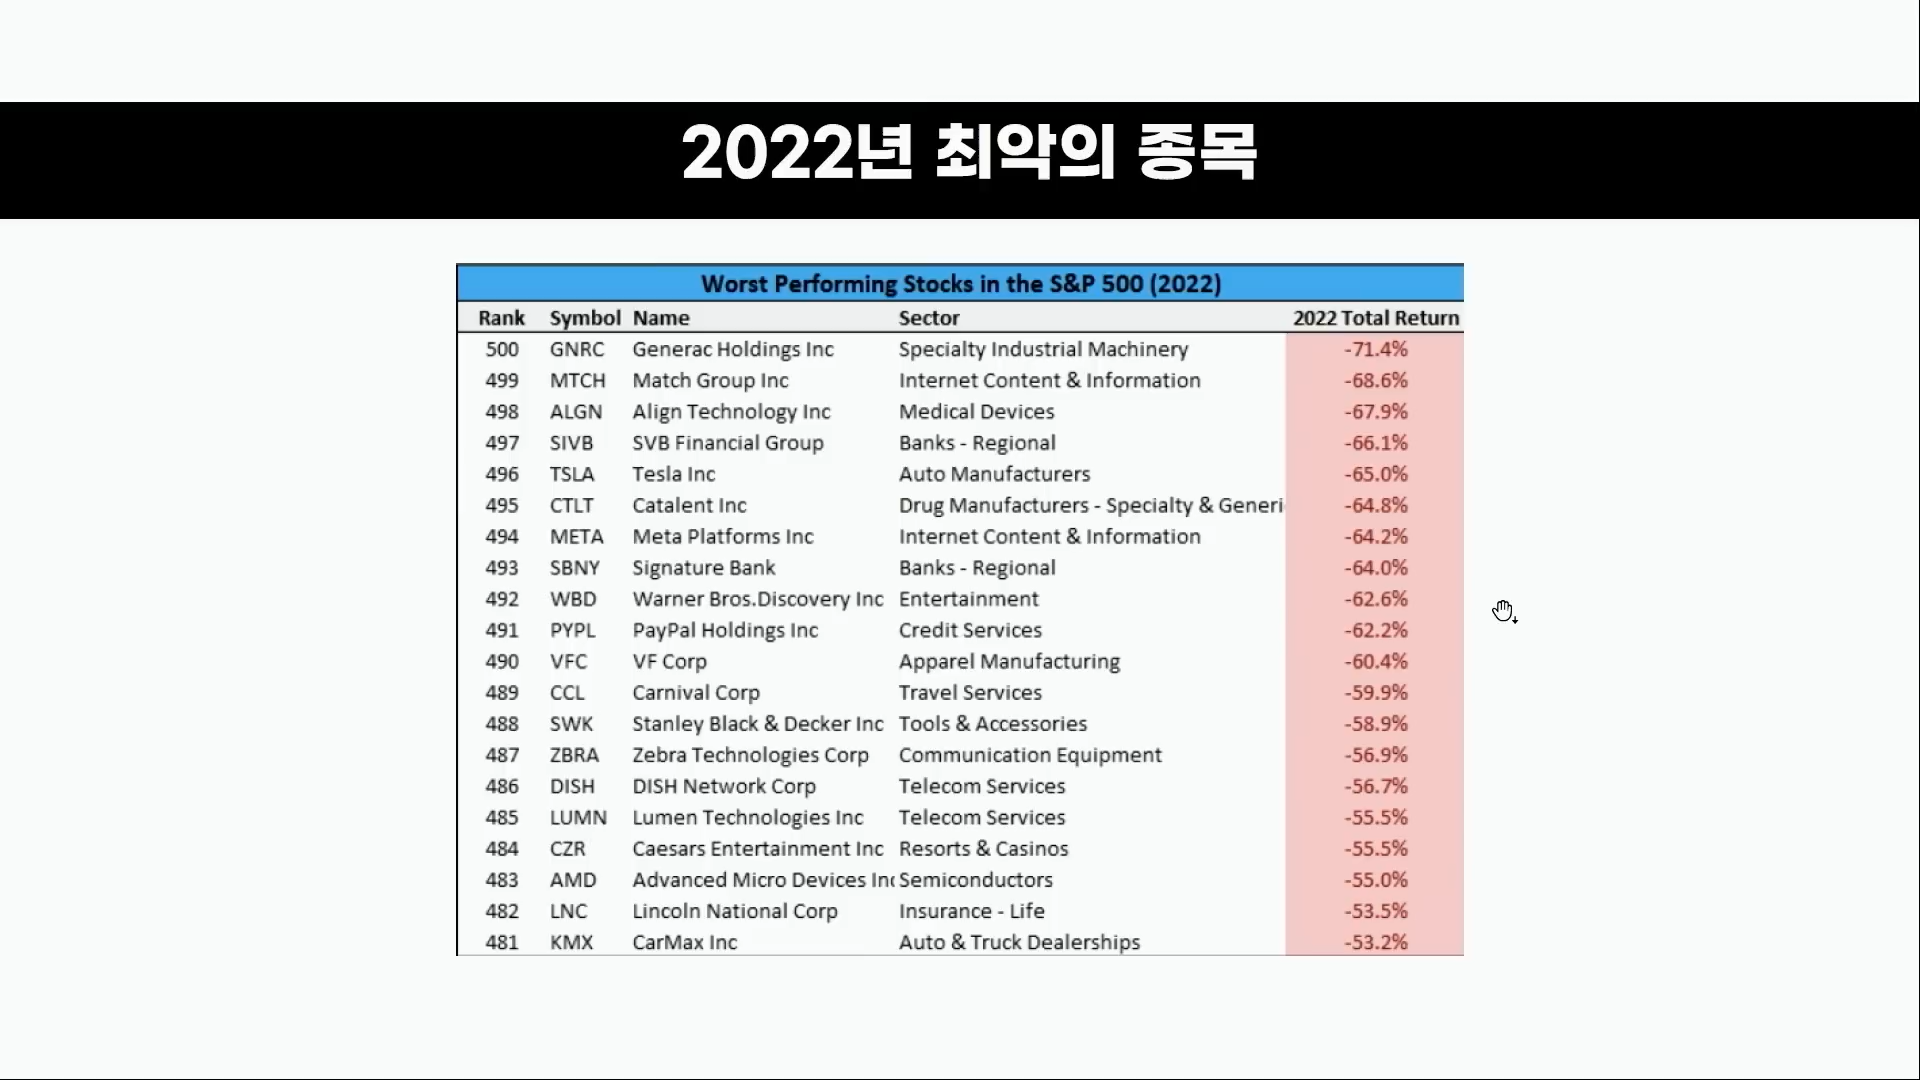 2022년 최악의 종목
Worst Performing Stocks in the S&P 500 (2022)
Rank Symbol Name Sector 2022 Total Return
500 GNRC Generac Holdings Inc Specialty Industrial Machinery -71.4%
499 MTCH Match Group Inc Internet Content & Information -68.6%
498 ALGN Align Technology Inc Medical Devices -67.9%
497 SIVB SVB Financial Group Banks - Regional -66.1%
496 TSLA Tesla Inc Auto Manufacturers -65.0%
495 CTLT Catalent Inc Drug Manufacturers - Specialty & Generi -64.8%
494 META Meta Platforms Inc Internet Content & Information -64.2%
493 SBNY Signature Bank Banks - Regional -64.0%
492 WBD Warner Bros.Discovery Inc Entertainment -62.6%
491 PYPL PayPal Holdings Inc Credit Services -62.2%
490 VFC VF Corp Apparel Manufacturing -60.4%
489 CCL Carnival Corp Travel Services -59.9%
488 SWK Stanley Black & Decker Inc Tools & Accessories -58.9%
487 ZBRA Zebra Technologies Corp Communication Equipment -56.9%
486 DISH DISH Network Corp Telecom Services -56.7%
485 LUMN Lumen Technologies Inc Telecom Services -55.5%
484 CZR Caesars Entertainment Inc Resorts & Casinos -55.5%
483 AMD Advanced Micro Devices Inc Semiconductors -55.0%
482 LNC Lincoln National Corp Insurance - Life -53.5%
481 KMX CarMax Inc Auto & Truck Dealerships -53.2%